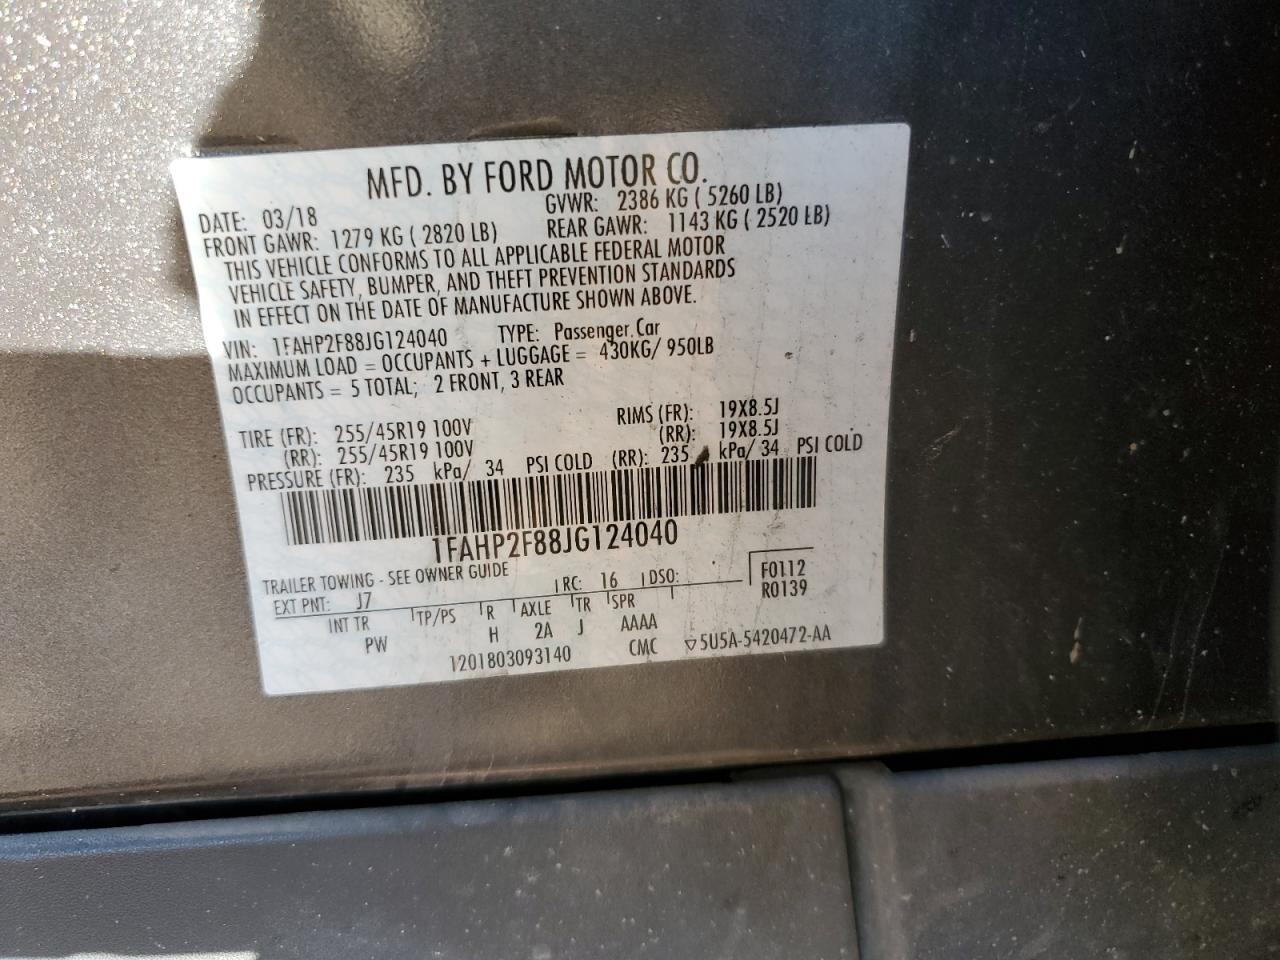 MFD. BY FORD MOTOR CO.
DATE: 03/18 GVWR: 2386 KG ( 5260 LB)
FRONT GAWR: 1279 KG ( 2820 LB) REAR GAWR: 1143 KG ( 2520 LB)
THIS VEHICLE CONFORMS TO ALL APPLICABLE FEDERAL MOTOR
VEHICLE SAFETY, BUMPER, AND THEFT PREVENTION STANDARDS
IN EFFECT ON THE DATE OF MANUFACTURE SHOWN ABOVE.
VIN: 1FAHP2F88JG124040 TYPE: Passenger Car
MAXIMUM LOAD = OCCUPANTS + LUGGAGE = 430KG/ 950LB
OCCUPANTS = 5 TOTAL; 2 FRONT, 3 REAR
TIRE (FR): 255/45R19 100V RIMS (FR): 19X8.5J
(RR): 255/45R19 100V (RR): 19X8.5J
PRESSURE (FR): 235 kPa/ 34 PSI COLD (RR): 235 kPa/ 34 PSI COLD
1FAHP2F88JG124040
TRAILER TOWING - SEE OWNER GUIDE
EXT PNT: J7 RC: 16 DSO: F0112
R0139
INT TR TP/PS R AXLE TR SPR
PW H 2A J AAAA
1201803093140 CMC ▽5U5A-5420472-AA